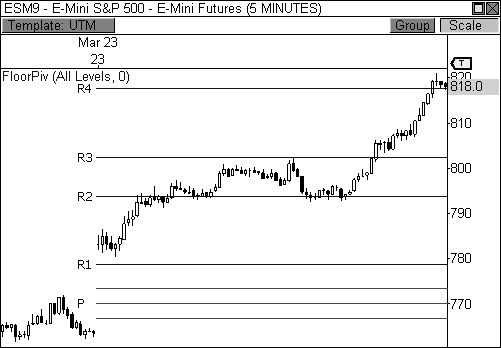 ESM9 - E-Mini S&P 500 - E-Mini Futures (5 MINUTES)
Template: UTM Group Scale
Mar 23
23
T
FloorPiv (All Levels, 0)
820
R4
818.0
810
R3
800
R2
790
R1
780
P
770